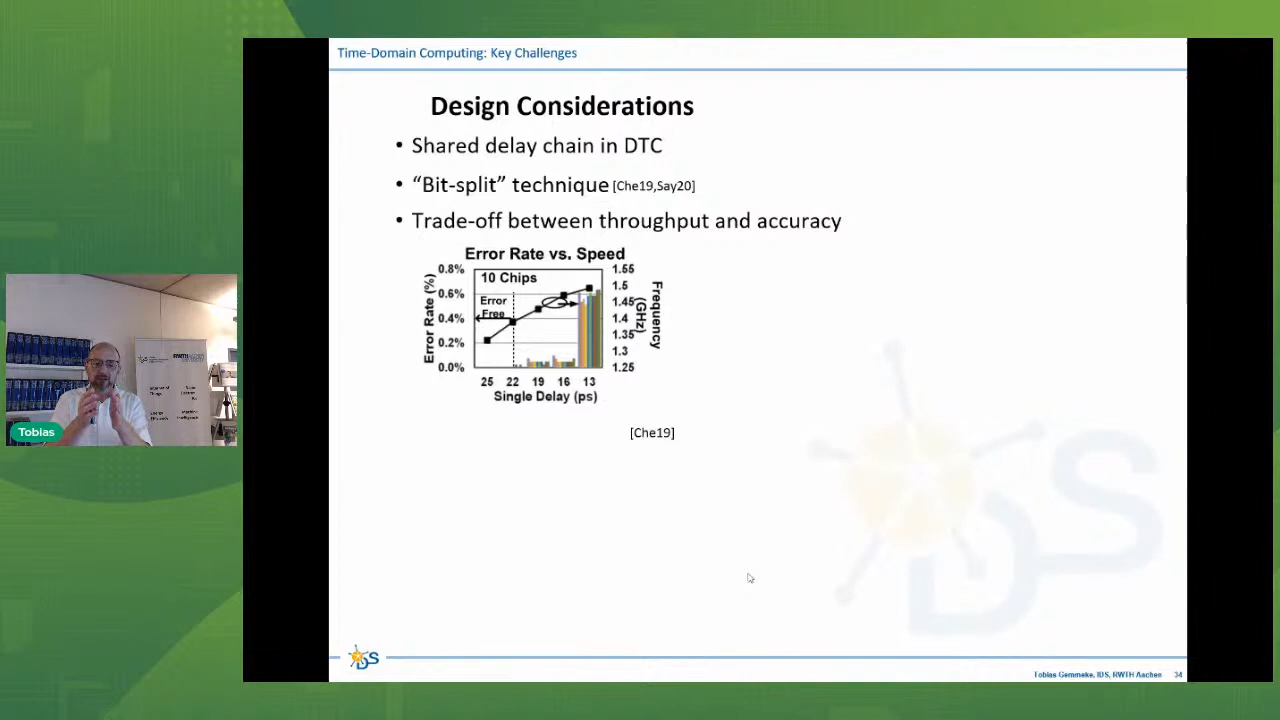 Time-Domain Computing: Key Challenges
Design Considerations
• Shared delay chain in DTC
• “Bit-split” technique [Che19,Say20]
• Trade-off between throughput and accuracy
Error Rate vs. Speed
10 Chips
Error
Free
Error Rate (%)
0.8%
0.6%
0.4%
0.2%
0.0%
1.55
1.5
1.45
1.4
1.35
1.3
1.25
Frequency
(GHz)
25 22 19 16 13
Single Delay (ps)
[Che19]
Tobias
IDS
Tobias Gemmeke, IDS, RWTH Aachen 34